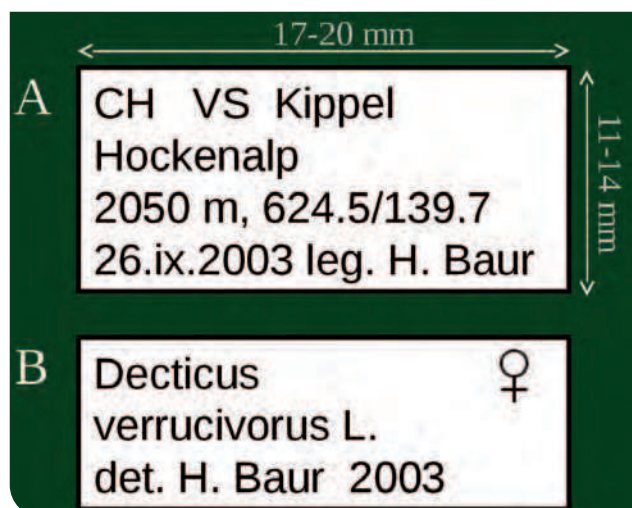 17-20 mm
A
CH VS Kippel
Hockenalp
2050 m, 624.5/139.7
26.ix.2003 leg. H. Baur
11-14 mm
B
Decticus ♀
verrucivorus L.
det. H. Baur 2003